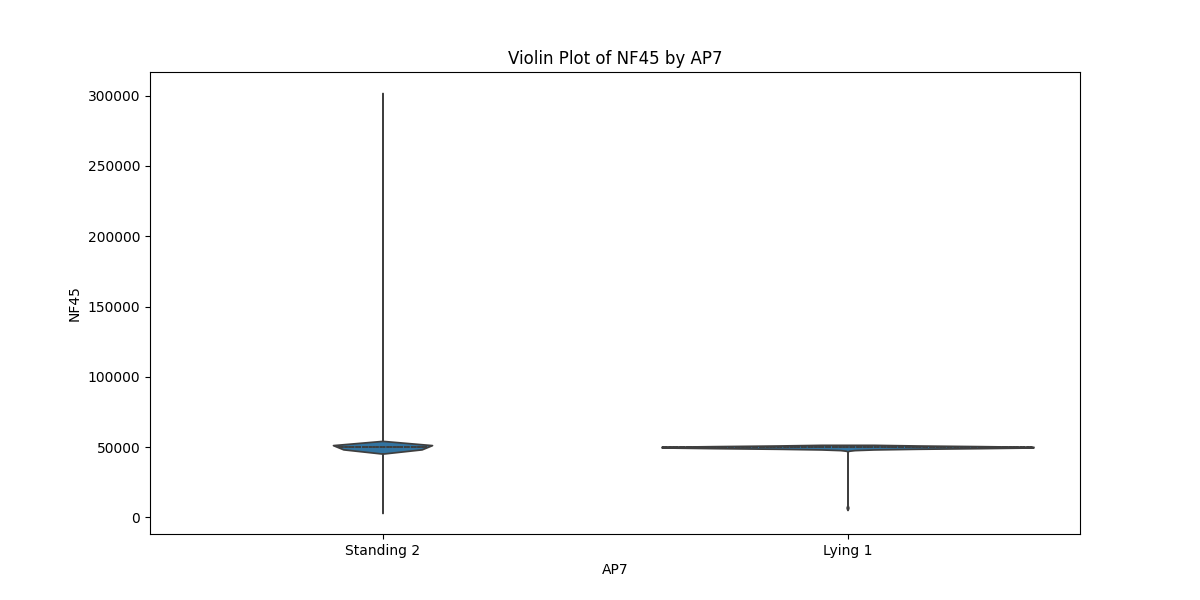 Violin Plot of NF45 by AP7
300000
250000
200000
150000
100000
50000
0
NF45
Standing 2
Lying 1
AP7